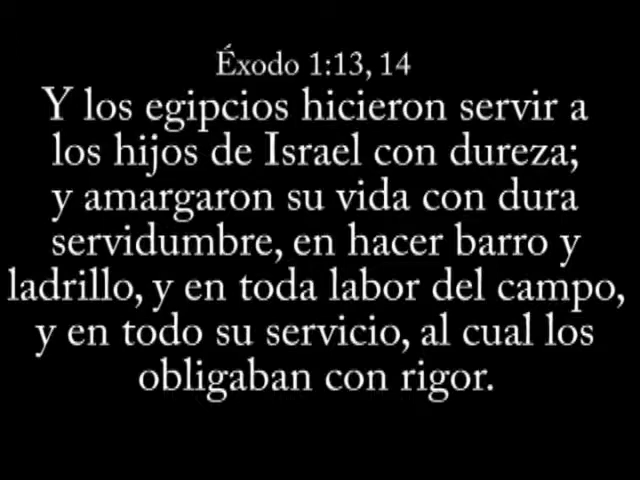 Éxodo 1:13, 14
Y los egipcios hicieron servir a
los hijos de Israel con dureza;
y amargaron su vida con dura
servidumbre, en hacer barro y
ladrillo, y en toda labor del campo,
y en todo su servicio, al cual los
obligaban con rigor.